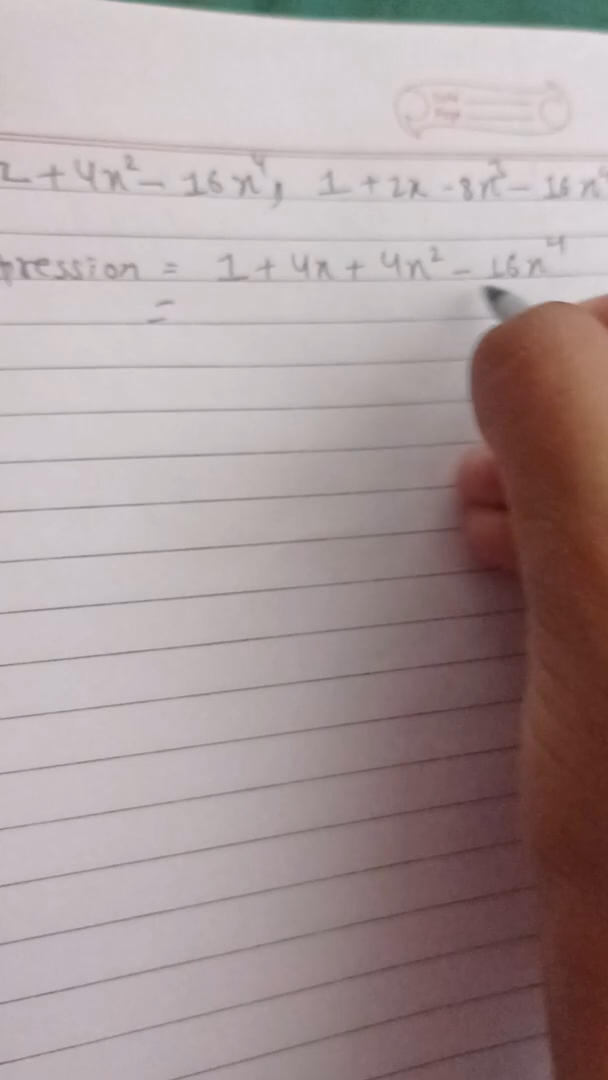 2 + 4x² - 16x⁴, 1 + 2x - 8x³ - 16x⁴
pression = 1 + 4x + 4x² - 16x⁴
=